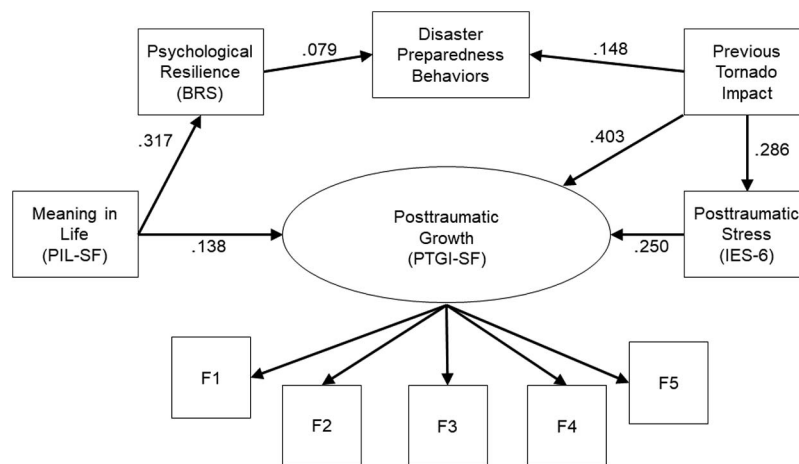 Psychological
Resilience
(BRS)
.079
Disaster
Preparedness
Behaviors
.148
Previous
Tornado
Impact
.317
.403
.286
Meaning in
Life
(PIL-SF)
.138
Posttraumatic
Growth
(PTGI-SF)
.250
Posttraumatic
Stress
(IES-6)
F1
F2
F3
F4
F5